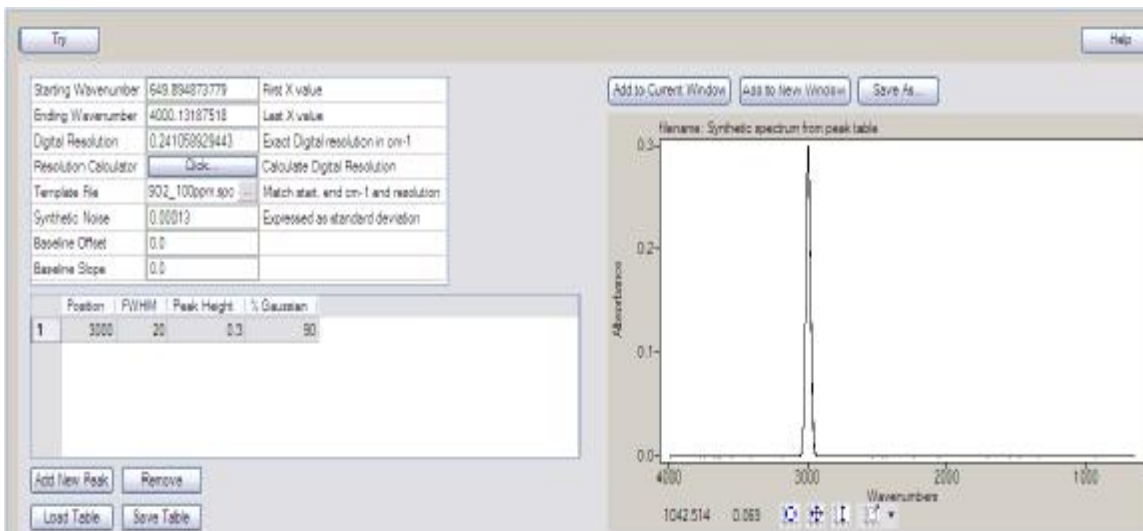 Try
Help
Starting Wavenumber 649.894873779 First X value
Ending Wavenumber 4000.13187518 Last X value
Digital Resolution 0.241058929443 Exact Digital resolution in cm-1
Resolution Calculator Click... Calculate Digital Resolution
Template File SO2_100ppm.spc ... Match start, end cm-1 and resolution
Synthetic Noise 0.00013 Expressed as standard deviation
Baseline Offset 0.0
Baseline Slope 0.0
Position FWHM Peak Height % Gaussian
1 3000 20 0.3 90
Add New Peak Remove
Load Table Save Table
Add to Current Window Add to New Window Save As...
filename: Synthetic spectrum from peak table
0.3
0.2
0.1
0.0
Absorbance
4000 3000 2000 1000
Wavenumbers
1042.514 0.069